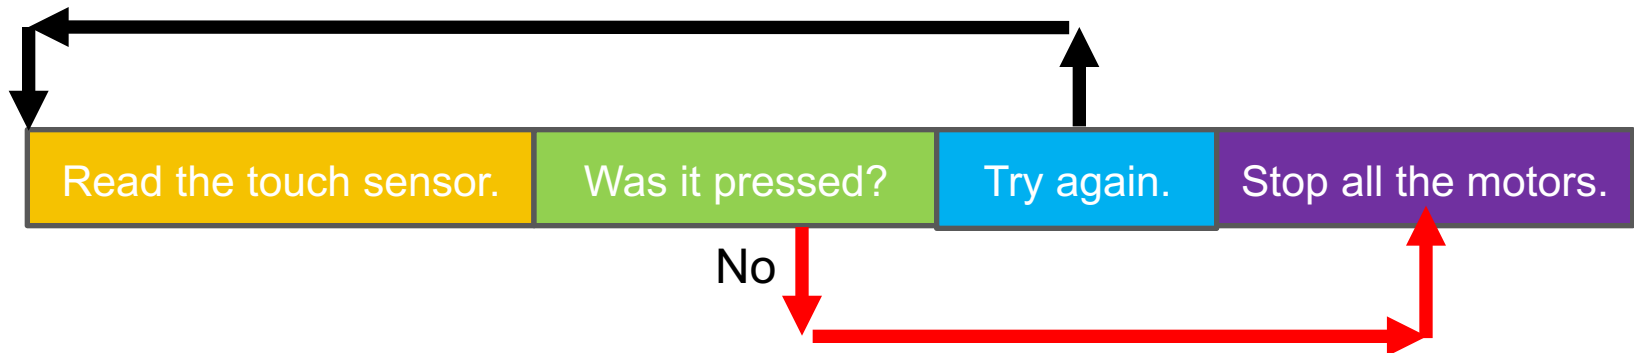 Read the touch sensor.
Was it pressed?
Try again.
Stop all the motors.
No